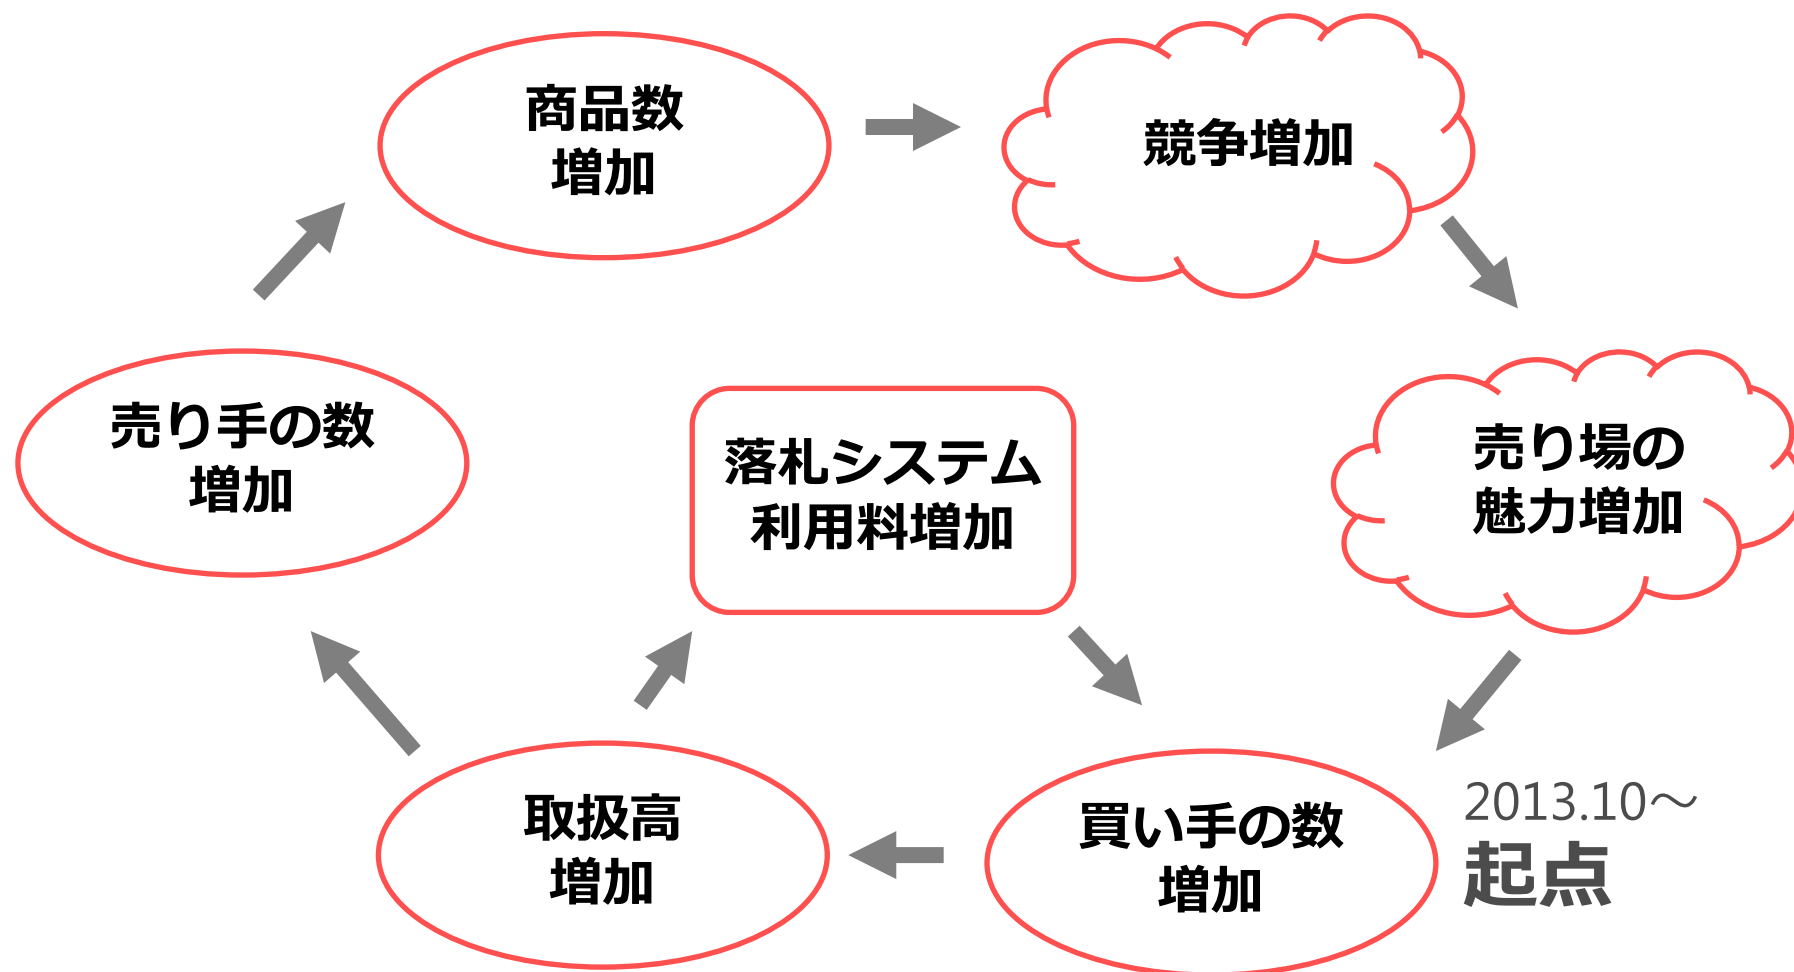 商品数
増加
競争増加
売り手の数
増加
落札システム
利用料増加
売り場の
魅力増加
取扱高
増加
買い手の数
増加
2013.10～
起点